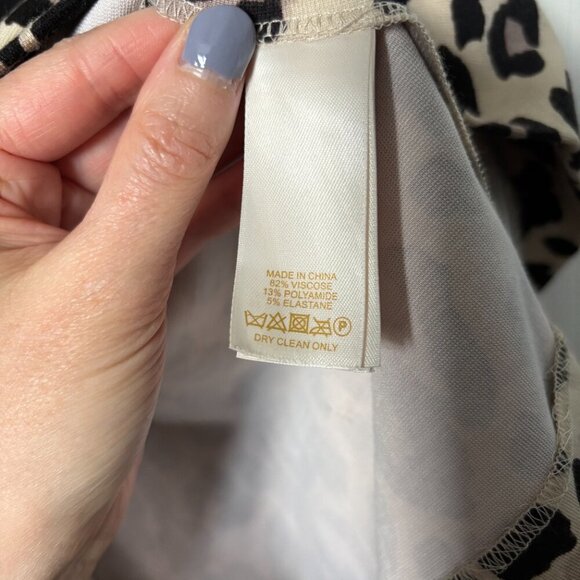 MADE IN CHINA
82% VISCOSE
13% POLYAMIDE
5% ELASTANE
P
DRY CLEAN ONLY